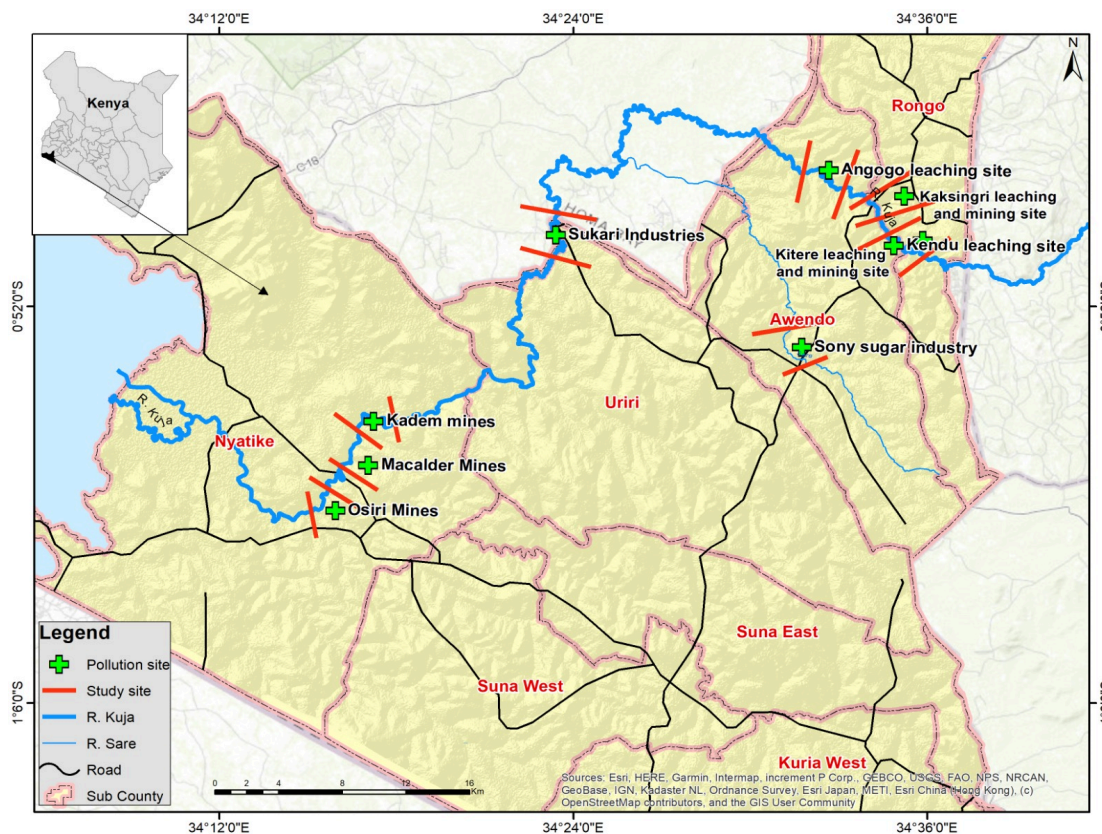 34°12'0"E
34°24'0"E
34°36'0"E
N
Kenya
Rongo
C-18
Angogo leaching site
R. Kuja
Kaksingri leaching
and mining site
HOMA BAY
Sukari Industries
Kitere leaching
and mining site
Kendu leaching site
0°52'0"S
Awendo
Sony sugar industry
Uriri
R. Kuja
Nyatike
Kadem mines
Macalder Mines
Osiri Mines
Suna East
Suna West
Kuria West
1°6'0"S
Legend
Pollution site
Study site
R. Kuja
R. Sare
Road
Sub County
0 2 4 8 12 16
Km
Sources: Esri, HERE, Garmin, Intermap, increment P Corp., GEBCO, USGS, FAO, NPS, NRCAN,
GeoBase, IGN, Kadaster NL, Ordnance Survey, Esri Japan, METI, Esri China (Hong Kong), (c)
OpenStreetMap contributors, and the GIS User Community
34°12'0"E
34°24'0"E
34°36'0"E